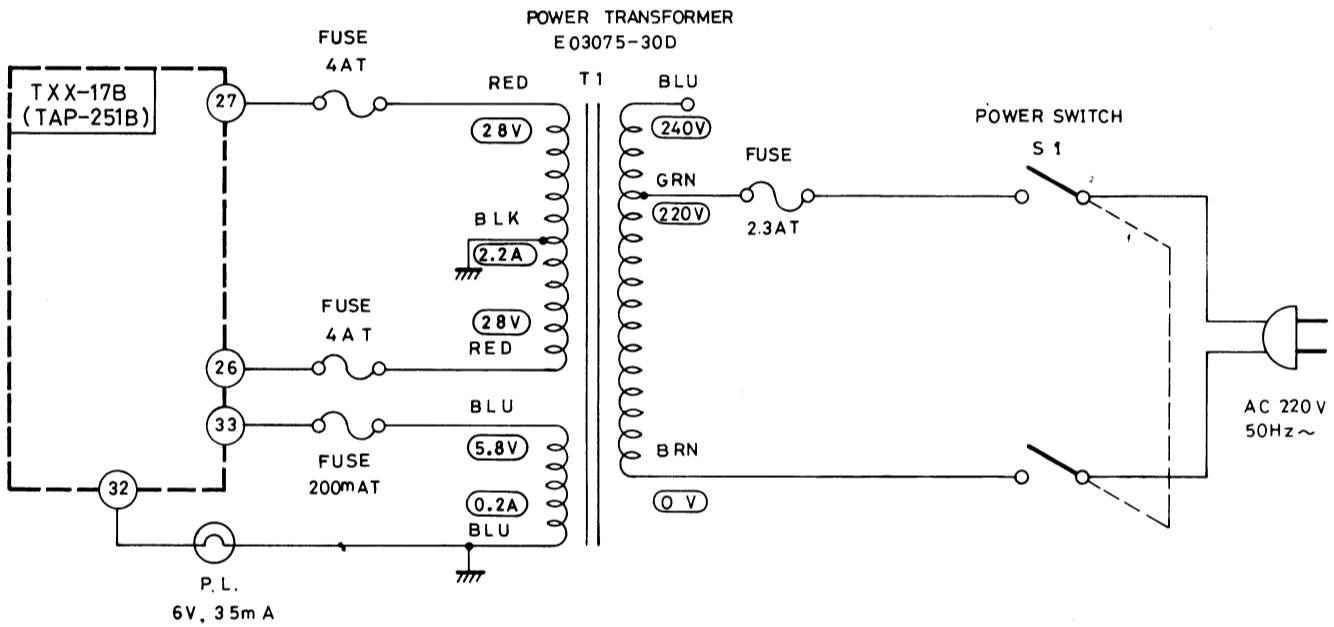 POWER TRANSFORMER
E03075-30D
FUSE
4AT
TXX-17B
(TAP-251B)
27
RED
28V
T1
BLU
240V
POWER SWITCH
S1
FUSE
GRN
220V
2.3AT
BLK
2.2A
FUSE
4AT
28V
RED
26
33
BLU
5.8V
FUSE
200mAT
0.2A
BLU
32
BRN
0V
AC 220V
50Hz~
P.L.
6V, 35mA